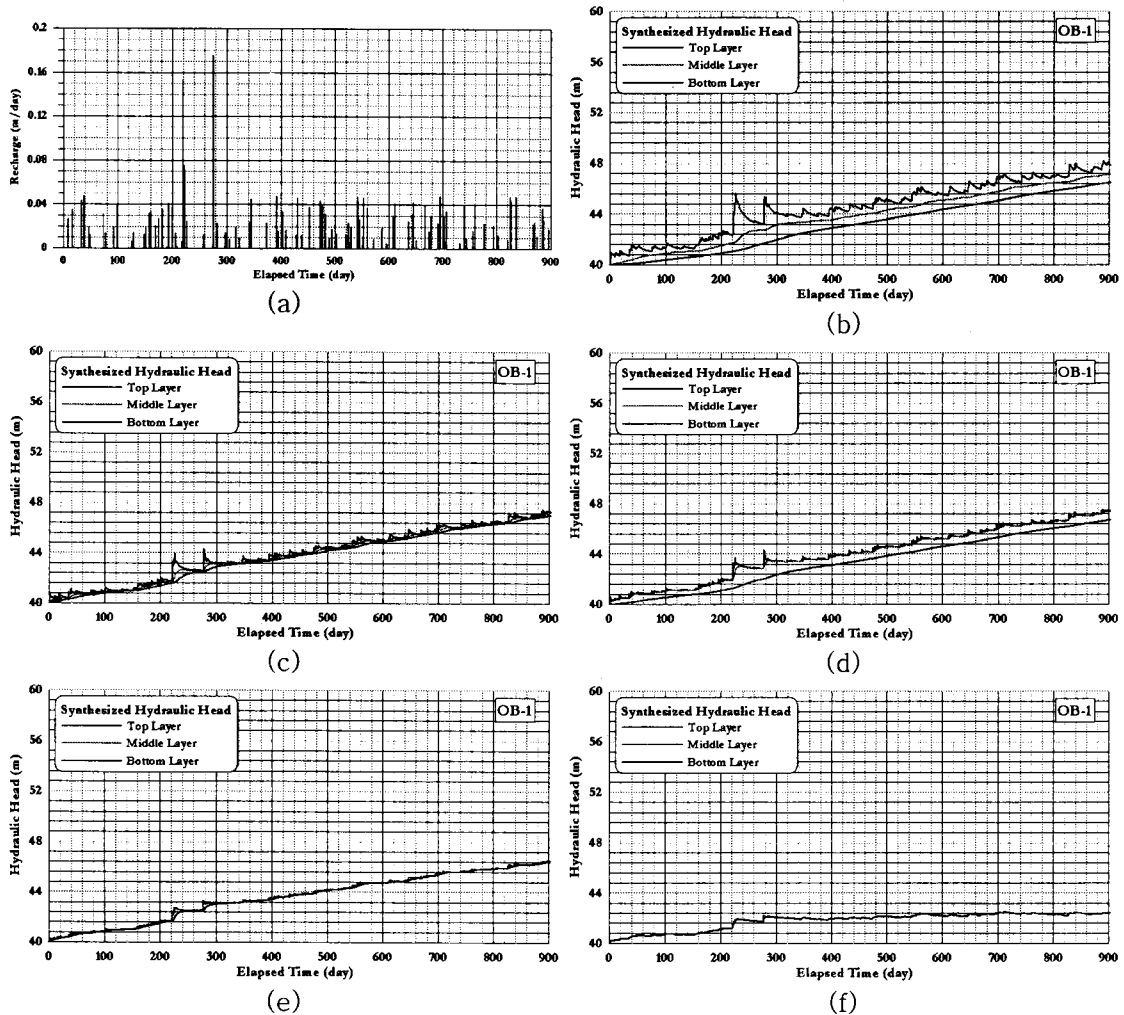 0.2
0.16
0.12
0.08
0.04
0
Recharge (m/day)
0 100 200 300 400 500 600 700 800 900
Elapsed Time (day)
(a)
60
56
52
48
44
40
Hydraulic Head (m)
Synthesized Hydraulic Head
Top Layer
Middle Layer
Bottom Layer
OB-1
0 100 200 300 400 500 600 700 800 900
Elapsed Time (day)
(b)
60
56
52
48
44
40
Hydraulic Head (m)
Synthesized Hydraulic Head
Top Layer
Middle Layer
Bottom Layer
OB-1
0 100 200 300 400 500 600 700 800 900
Elapsed Time (day)
(c)
60
56
52
48
44
40
Hydraulic Head (m)
Synthesized Hydraulic Head
Top Layer
Middle Layer
Bottom Layer
OB-1
0 100 200 300 400 500 600 700 800 900
Elapsed Time (day)
(d)
60
56
52
48
44
40
Hydraulic Head (m)
Synthesized Hydraulic Head
Top Layer
Middle Layer
Bottom Layer
OB-1
0 100 200 300 400 500 600 700 800 900
Elapsed Time (day)
(e)
60
56
52
48
44
40
Hydraulic Head (m)
Synthesized Hydraulic Head
Top Layer
Middle Layer
Bottom Layer
OB-1
0 100 200 300 400 500 600 700 800 900
Elapsed Time (day)
(f)